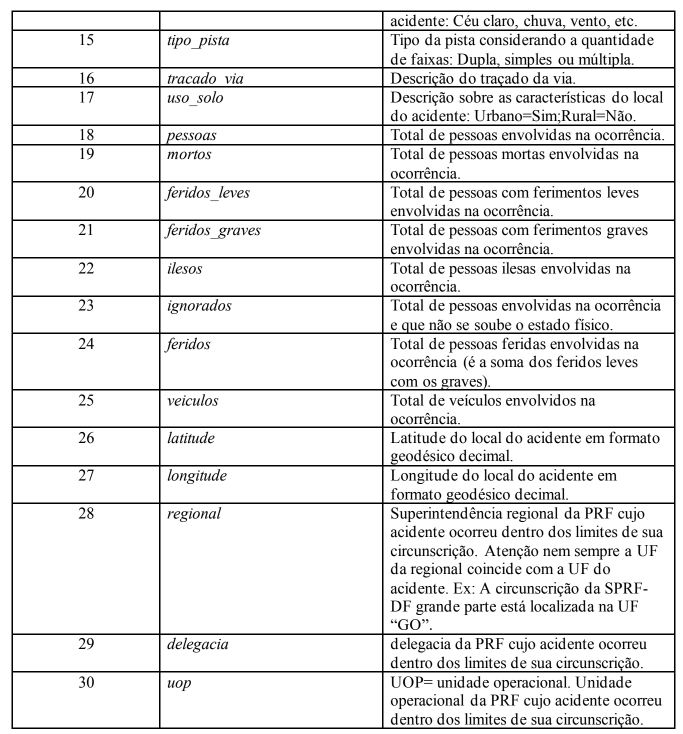 acidente: Céu claro, chuva, vento, etc.
15 tipo_pista Tipo da pista considerando a quantidade
de faixas: Dupla, simples ou múltipla.
16 tracado_via Descrição do traçado da via.
17 uso_solo Descrição sobre as características do local
do acidente: Urbano=Sim;Rural=Não.
18 pessoas Total de pessoas envolvidas na ocorrência.
19 mortos Total de pessoas mortas envolvidas na
ocorrência.
20 feridos_leves Total de pessoas com ferimentos leves
envolvidas na ocorrência.
21 feridos_graves Total de pessoas com ferimentos graves
envolvidas na ocorrência.
22 ilesos Total de pessoas ilesas envolvidas na
ocorrência.
23 ignorados Total de pessoas envolvidas na ocorrência
e que não se soube o estado físico.
24 feridos Total de pessoas feridas envolvidas na
ocorrência (é a soma dos feridos leves
com os graves).
25 veiculos Total de veículos envolvidos na
ocorrência.
26 latitude Latitude do local do acidente em formato
geodésico decimal.
27 longitude Longitude do local do acidente em
formato geodésico decimal.
28 regional Superintendência regional da PRF cujo
acidente ocorreu dentro dos limites de sua
circunscrição. Atenção nem sempre a UF
da regional coincide com a UF do
acidente. Ex: A circunscrição da SPRF-
DF grande parte está localizada na UF
“GO”.
29 delegacia delegacia da PRF cujo acidente ocorreu
dentro dos limites de sua circunscrição.
30 uop UOP= unidade operacional. Unidade
operacional da PRF cujo acidente ocorreu
dentro dos limites de sua circunscrição.